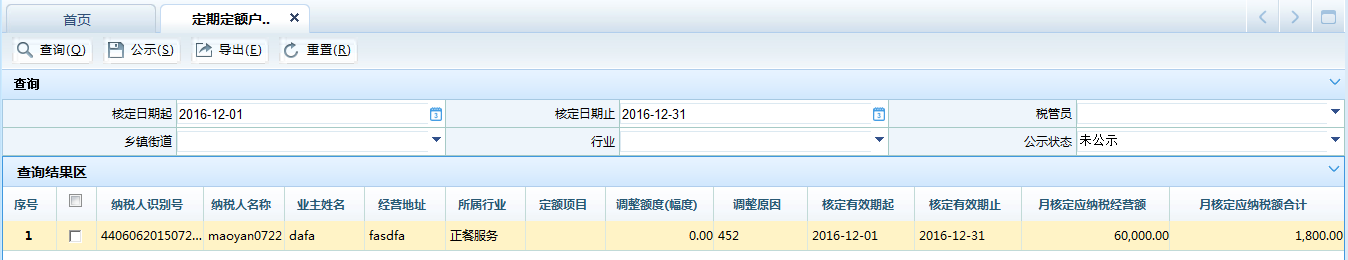 首页 定期定额户..
查询(Q) 公示(S) 导出(E) 重置(R)
查询
核定日期起 2016-12-01 核定日期止 2016-12-31 税管员
乡镇街道 行业 公示状态 未公示
查询结果区
序号 纳税人识别号 纳税人名称 业主姓名 经营地址 所属行业 定额项目 调整额度(幅度) 调整原因 核定有效期起 核定有效期止 月核定应纳税经营额 月核定应纳税额合计
1 4406062015072... maoyan0722 dafa fasdfa 正餐服务 0.00 452 2016-12-01 2016-12-31 60,000.00 1,800.00